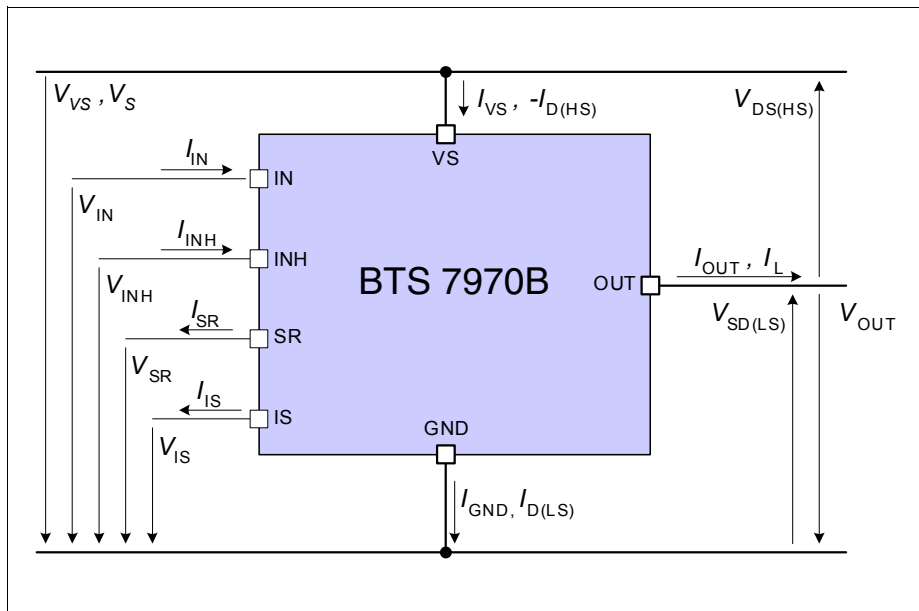 V_VS , V_S
I_VS , -I_D(HS)
V_DS(HS)
VS
I_IN
IN
V_IN
I_INH
INH
V_INH
BTS 7970B
OUT
I_OUT , I_L
I_SR
SR
V_SR
V_SD(LS)
V_OUT
I_IS
IS
V_IS
GND
I_GND, I_D(LS)